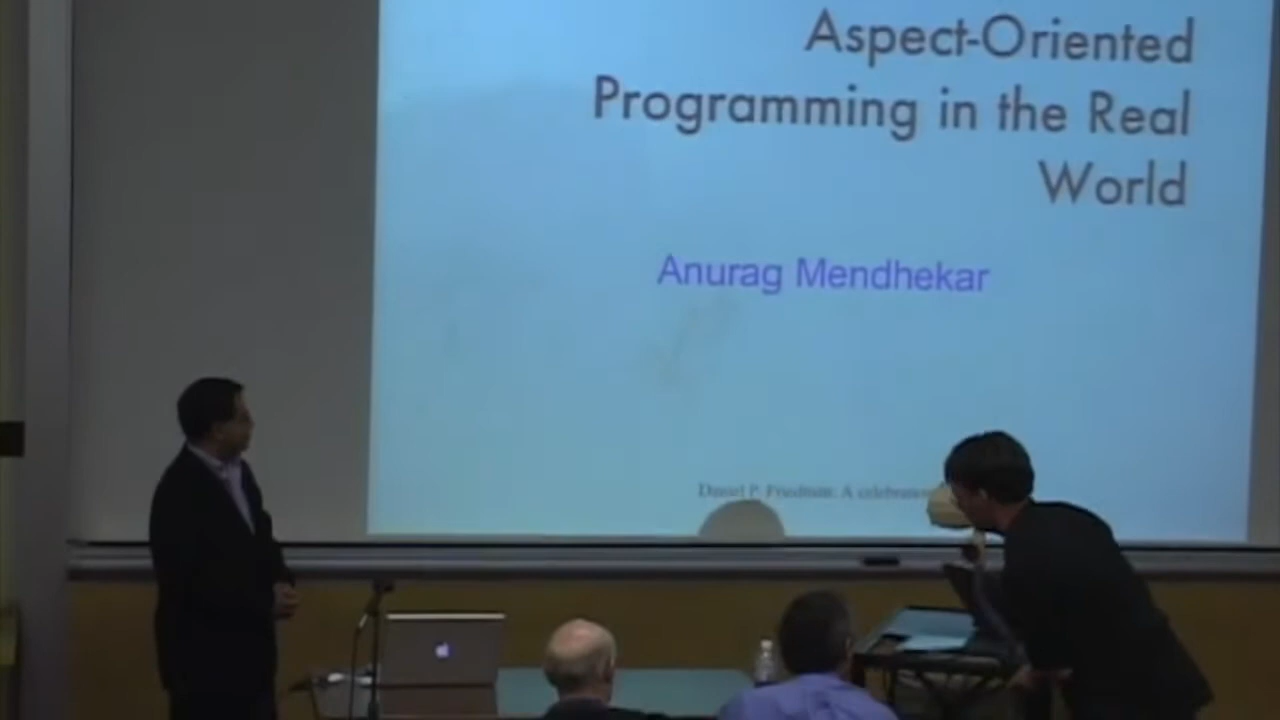 Aspect-Oriented
Programming in the Real
World
Anurag Mendhekar
Daniel P. Friedman: A celebration